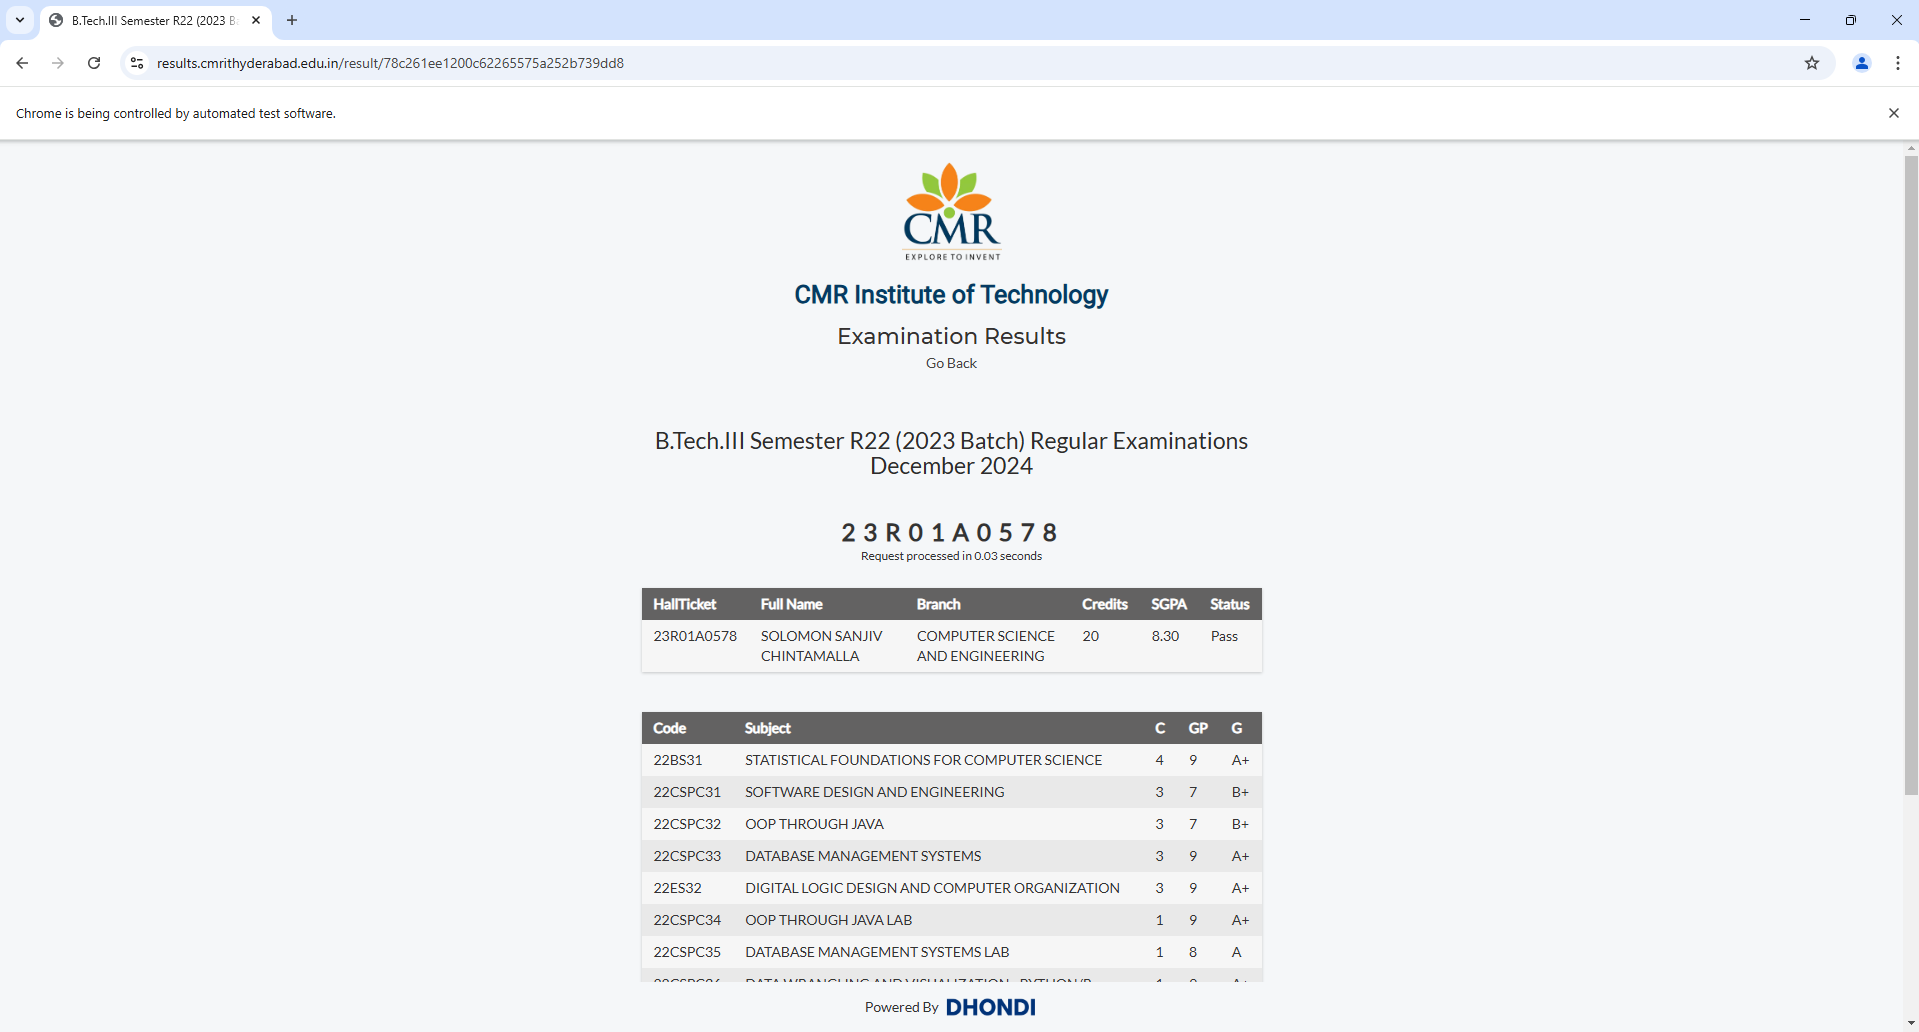 B.Tech.III Semester R22 (2023 B
results.cmrithyderabad.edu.in/result/78c261ee1200c62265575a252b739dd8
Chrome is being controlled by automated test software.
CMR
EXPLORE TO INVENT
CMR Institute of Technology
Examination Results
Go Back
B.Tech.III Semester R22 (2023 Batch) Regular Examinations
December 2024
23R01A0578
Request processed in 0.03 seconds
HallTicket Full Name Branch Credits SGPA Status
23R01A0578 SOLOMON SANJIV COMPUTER SCIENCE 20 8.30 Pass
CHINTAMALLA AND ENGINEERING
Code Subject C GP G
22BS31 STATISTICAL FOUNDATIONS FOR COMPUTER SCIENCE 4 9 A+
22CSPC31 SOFTWARE DESIGN AND ENGINEERING 3 7 B+
22CSPC32 OOP THROUGH JAVA 3 7 B+
22CSPC33 DATABASE MANAGEMENT SYSTEMS 3 9 A+
22ES32 DIGITAL LOGIC DESIGN AND COMPUTER ORGANIZATION 3 9 A+
22CSPC34 OOP THROUGH JAVA LAB 1 9 A+
22CSPC35 DATABASE MANAGEMENT SYSTEMS LAB 1 8 A
DATA WRANGLING AND VISUALIZATION
Powered By DHONDI